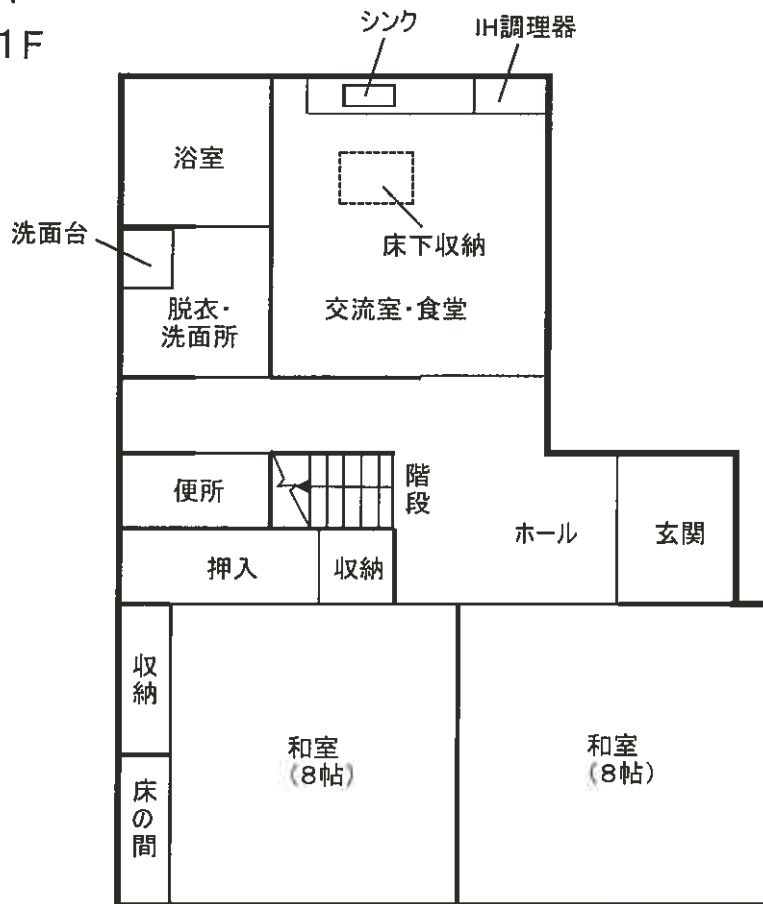 1F
シンク
IH調理器
浴室
洗面台
床下収納
脱衣・
洗面所
交流室・食堂
便所
階段
ホール
玄関
押入
収納
収納
和室
(8帖)
和室
(8帖)
床の間